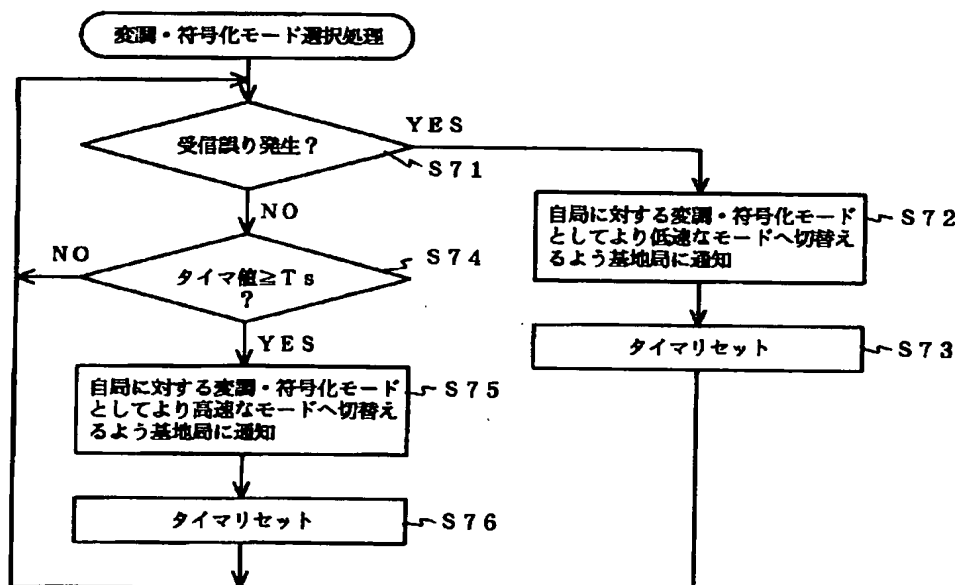 変調・符号化モード選択処理
受信誤り発生？
YES
S71
NO
自局に対する変調・符号化モード
としてより低速なモードへ切替え
るよう基地局に通知
S72
NO
タイマ値≧Ts
？
S74
タイマリセット
S73
YES
自局に対する変調・符号化モード
としてより高速なモードへ切替え
るよう基地局に通知
S75
タイマリセット
S76